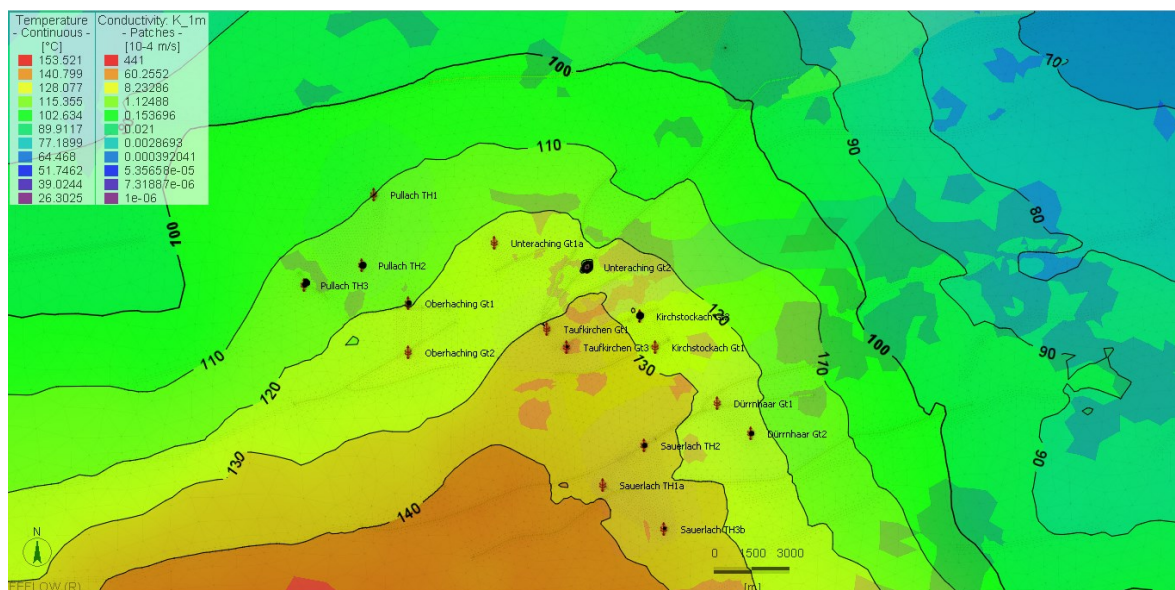 Temperature
- Continuous -
[°C]
153.521
140.799
128.077
115.355
102.634
89.9117
77.1899
64.468
51.7462
39.0244
26.3025
Conductivity: K_1m
- Patches -
[10-4 m/s]
441
60.2552
8.23286
1.12488
0.153696
0.021
0.0028693
0.000392041
5.35658e-05
7.31887e-06
1e-06
100
70
90
110
80
Pullach TH1
100
Unteraching Gt1a
Pullach TH2
Unteraching Gt2
Pullach TH3
Oberhaching Gt1
120
Taufkirchen Gt1
100
Oberhaching Gt2
Taufkirchen Gt3
Kirchstockach Gt1
90
110
130
110
120
Dürrnhaar Gt1
Dürrnhaar Gt2
Sauerlach TH2
130
90
Sauerlach TH1a
140
Sauerlach TH3b
N
0 1500 3000
[m]
FEFLOW (R)